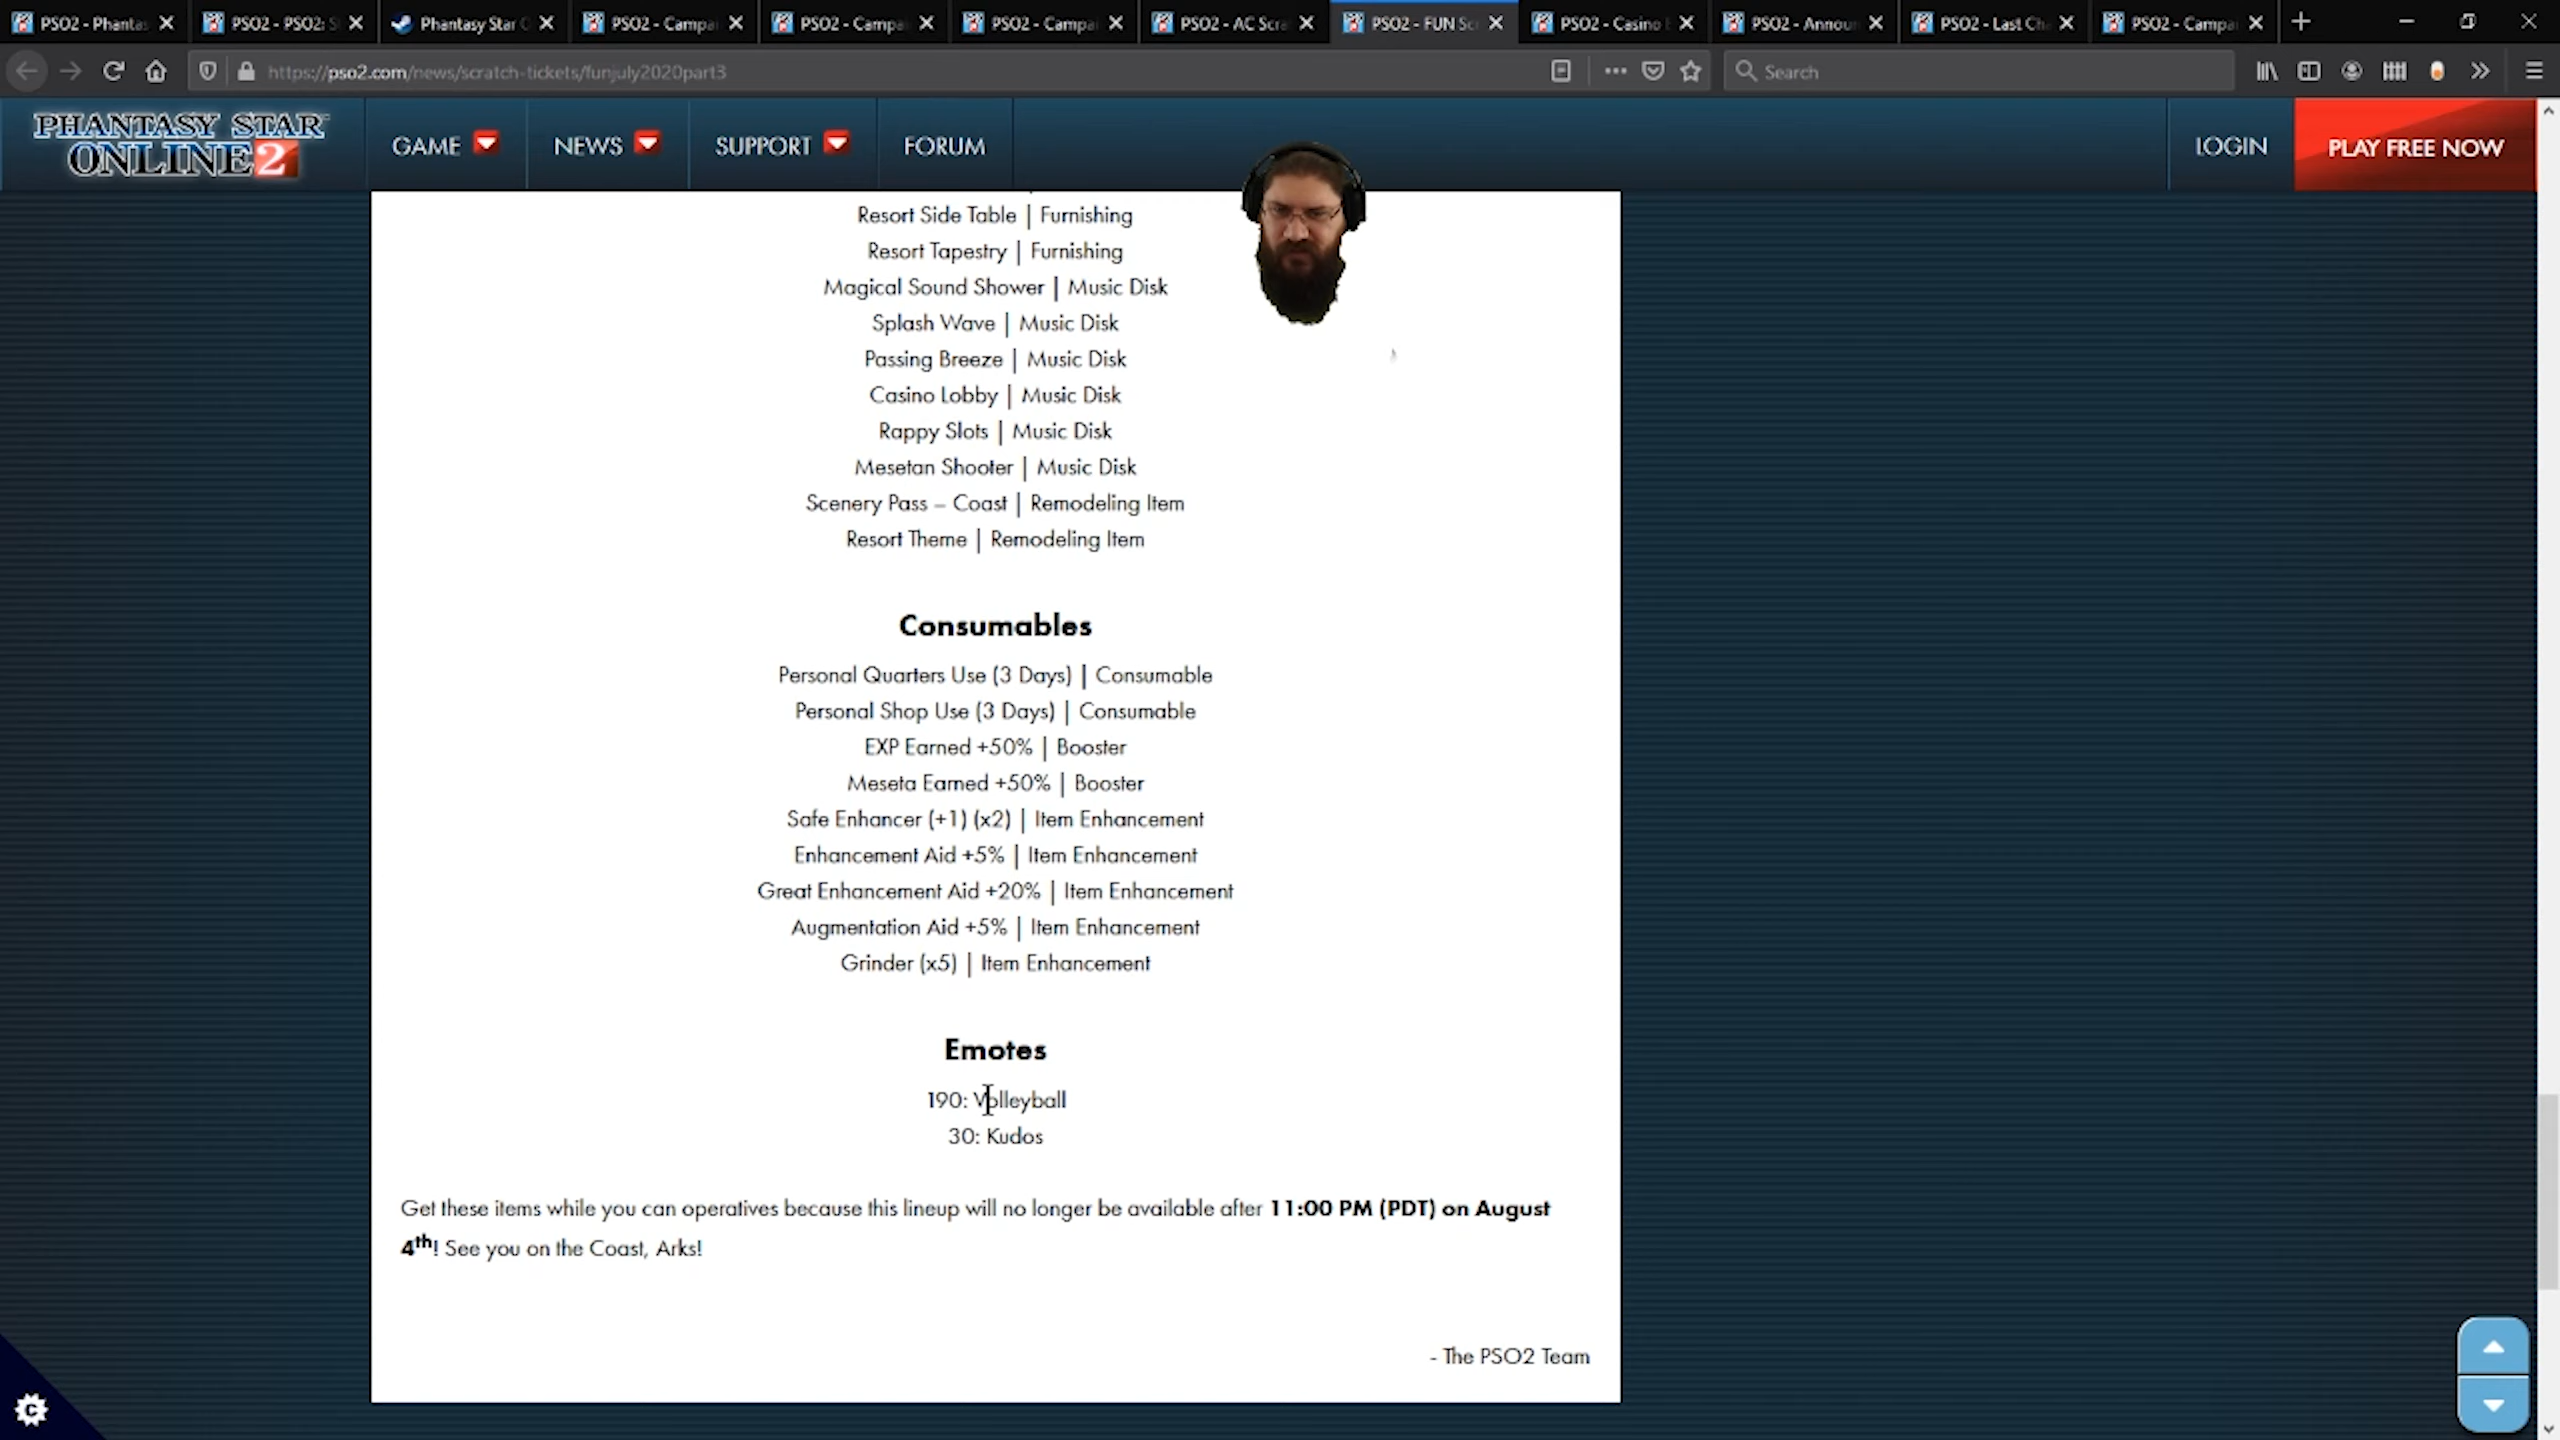 PSO2 - Phantas
PSO2 - PSO2: S
Phantasy Star O
PSO2 - Campai
PSO2 - Campai
PSO2 - Campai
PSO2 - AC Scra
PSO2 - FUN Sc
PSO2 - Casino
PSO2 - Announ
PSO2 - Last Ch
PSO2 - Campai
https://pso2.com/news/scratch-tickets/funjuly2020part3
Search
PHANTASY STAR
ONLINE 2
GAME
NEWS
SUPPORT
FORUM
LOGIN
PLAY FREE NOW
Resort Side Table | Furnishing
Resort Tapestry | Furnishing
Magical Sound Shower | Music Disk
Splash Wave | Music Disk
Passing Breeze | Music Disk
Casino Lobby | Music Disk
Rappy Slots | Music Disk
Mesetan Shooter | Music Disk
Scenery Pass – Coast | Remodeling Item
Resort Theme | Remodeling Item
Consumables
Personal Quarters Use (3 Days) | Consumable
Personal Shop Use (3 Days) | Consumable
EXP Earned +50% | Booster
Meseta Earned +50% | Booster
Safe Enhancer (+1) (x2) | Item Enhancement
Enhancement Aid +5% | Item Enhancement
Great Enhancement Aid +20% | Item Enhancement
Augmentation Aid +5% | Item Enhancement
Grinder (x5) | Item Enhancement
Emotes
190: Volleyball
30: Kudos
Get these items while you can operatives because this lineup will no longer be available after 11:00 PM (PDT) on August
4th! See you on the Coast, Arks!
- The PSO2 Team